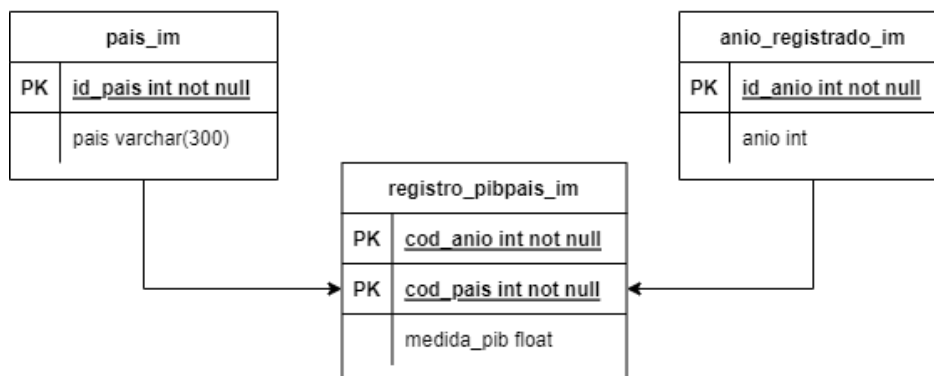 pais_im
PK id_pais int not null
pais varchar(300)
anio_registrado_im
PK id_anio int not null
anio int
registro_pibpais_im
PK cod_anio int not null
PK cod_pais int not null
medida_pib float